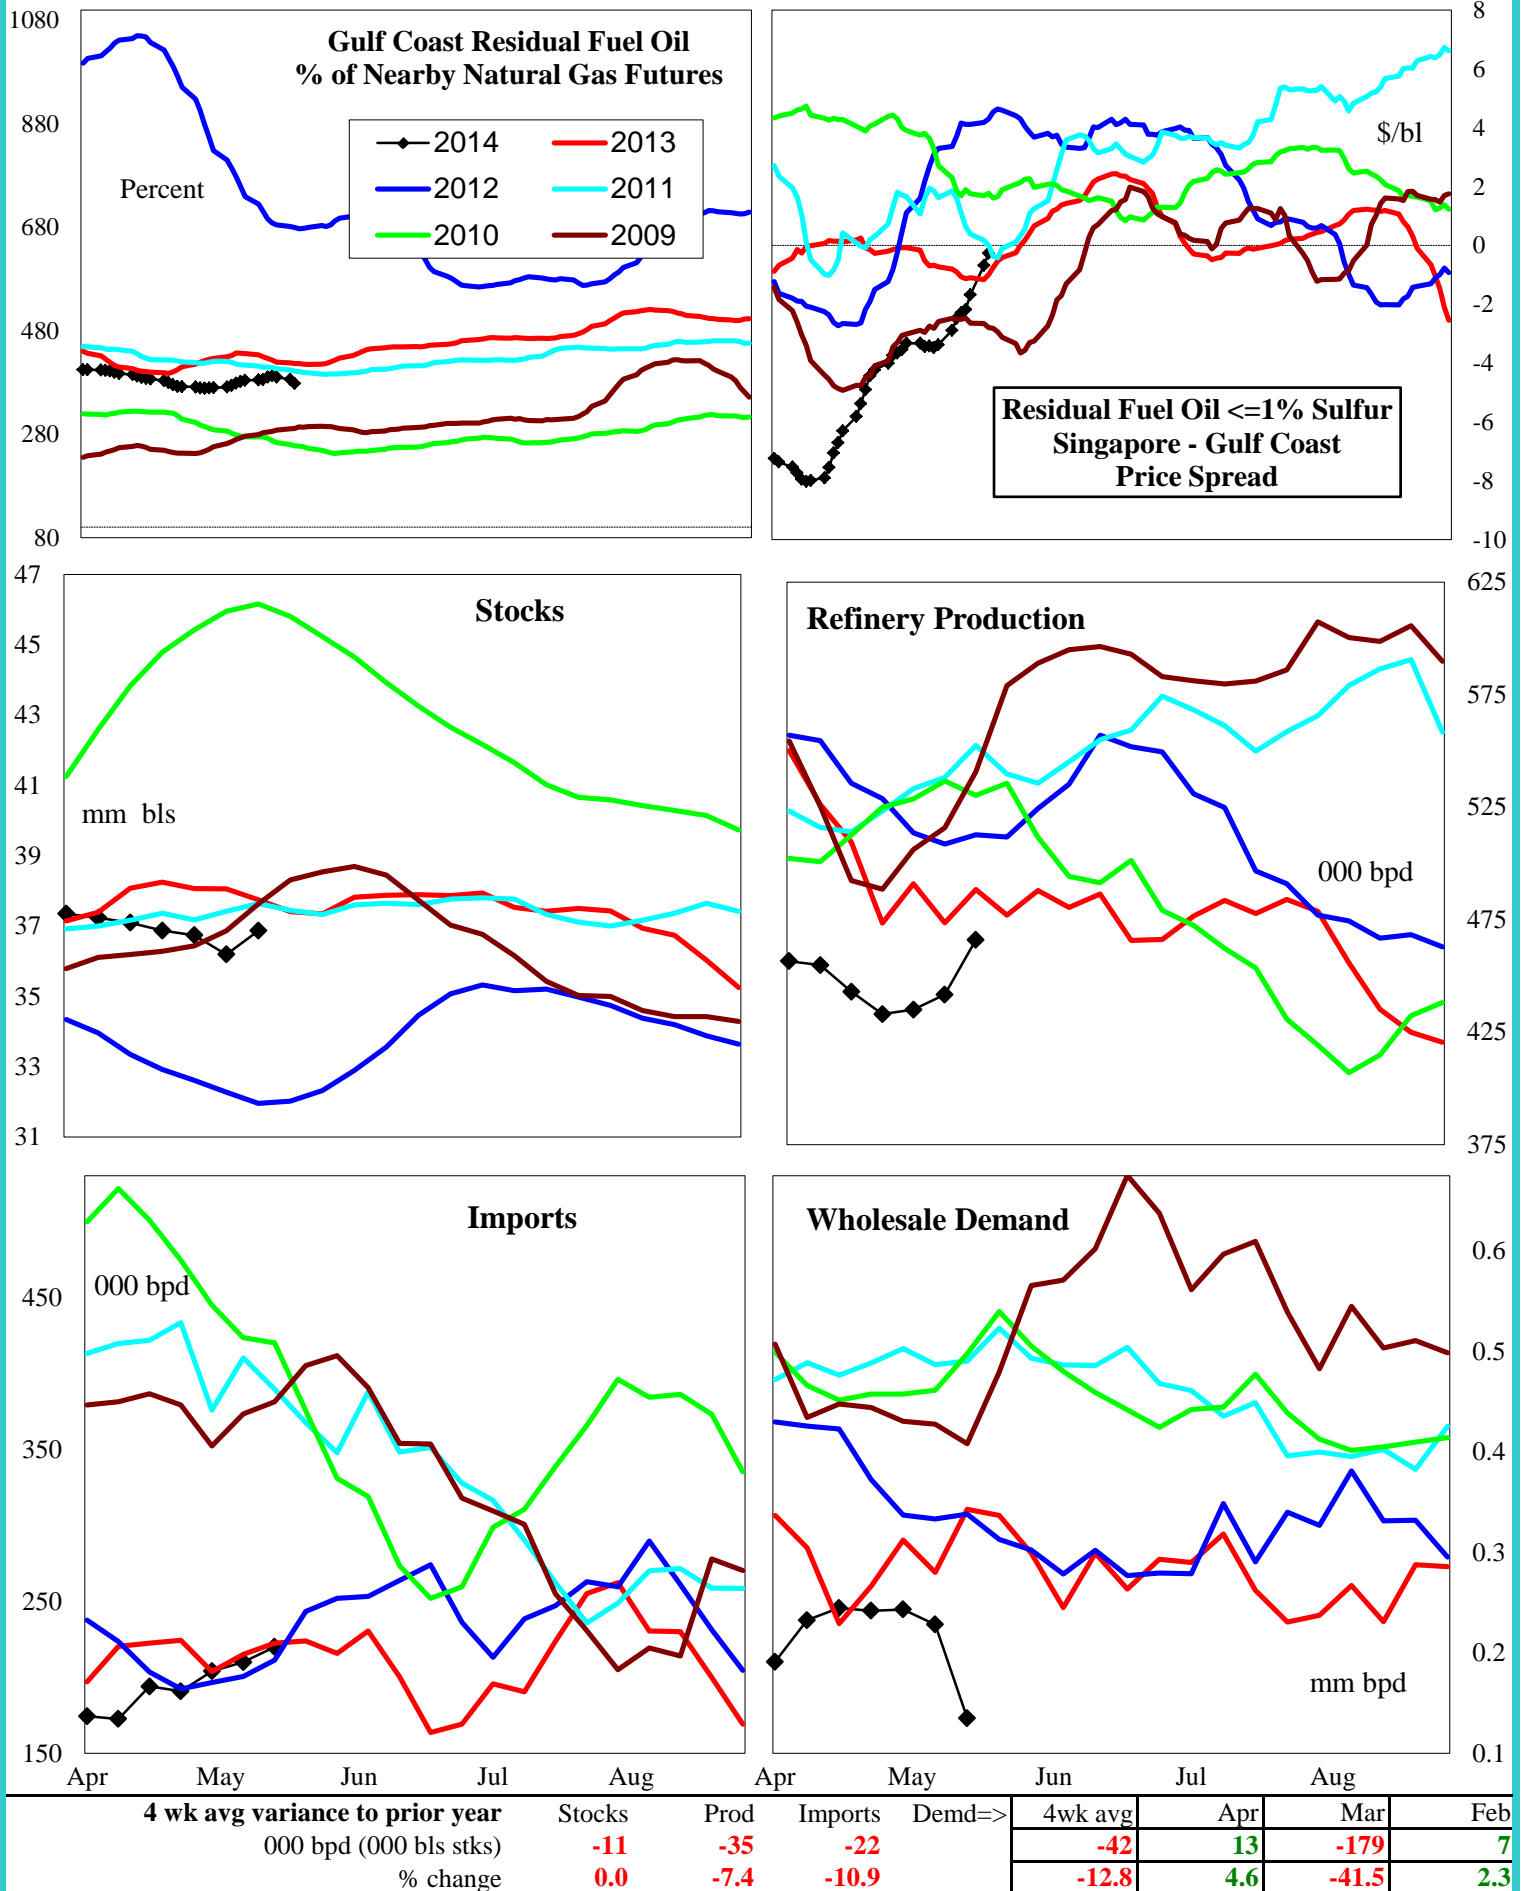 Gulf Coast Residual Fuel Oil
% of Nearby Natural Gas Futures
1080
880
680
480
280
80
Percent
2014
2013
2012
2011
2010
2009
8
6
4
2
0
-2
-4
-6
-8
-10
$/bl
Residual Fuel Oil <=1% Sulfur
Singapore - Gulf Coast
Price Spread
Stocks
47
45
43
41
39
37
35
33
31
mm bls
Refinery Production
625
575
525
475
425
375
000 bpd
Imports
000 bpd
450
350
250
150
Apr May Jun Jul Aug
Wholesale Demand
0.6
0.5
0.4
0.3
0.2
0.1
mm bpd
Apr May Jun Jul Aug
4 wk avg variance to prior year Stocks Prod Imports Demd=> 4wk avg Apr Mar Feb
000 bpd (000 bls stks) -11 -35 -22 -42 13 -179 7
% change 0.0 -7.4 -10.9 -12.8 4.6 -41.5 2.3